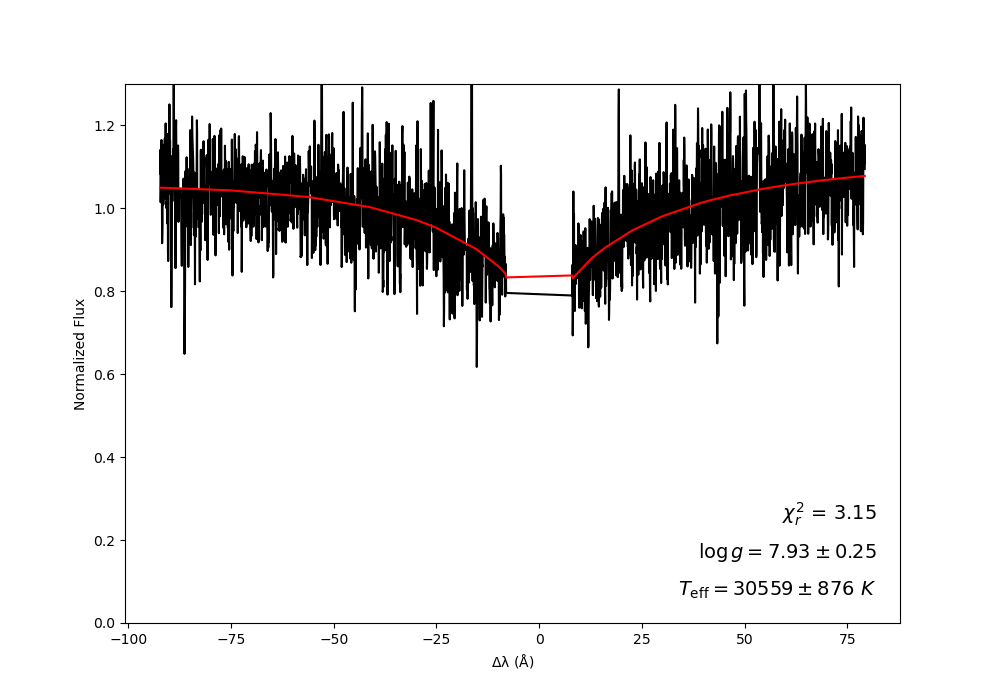 1.2
1.0
0.8
0.6
0.4
0.2
0.0
Normalized Flux
χ²ᵣ = 3.15
log g = 7.93 ± 0.25
T_eff = 30559 ± 876 K
−100 −75 −50 −25 0 25 50 75
Δλ (Å)